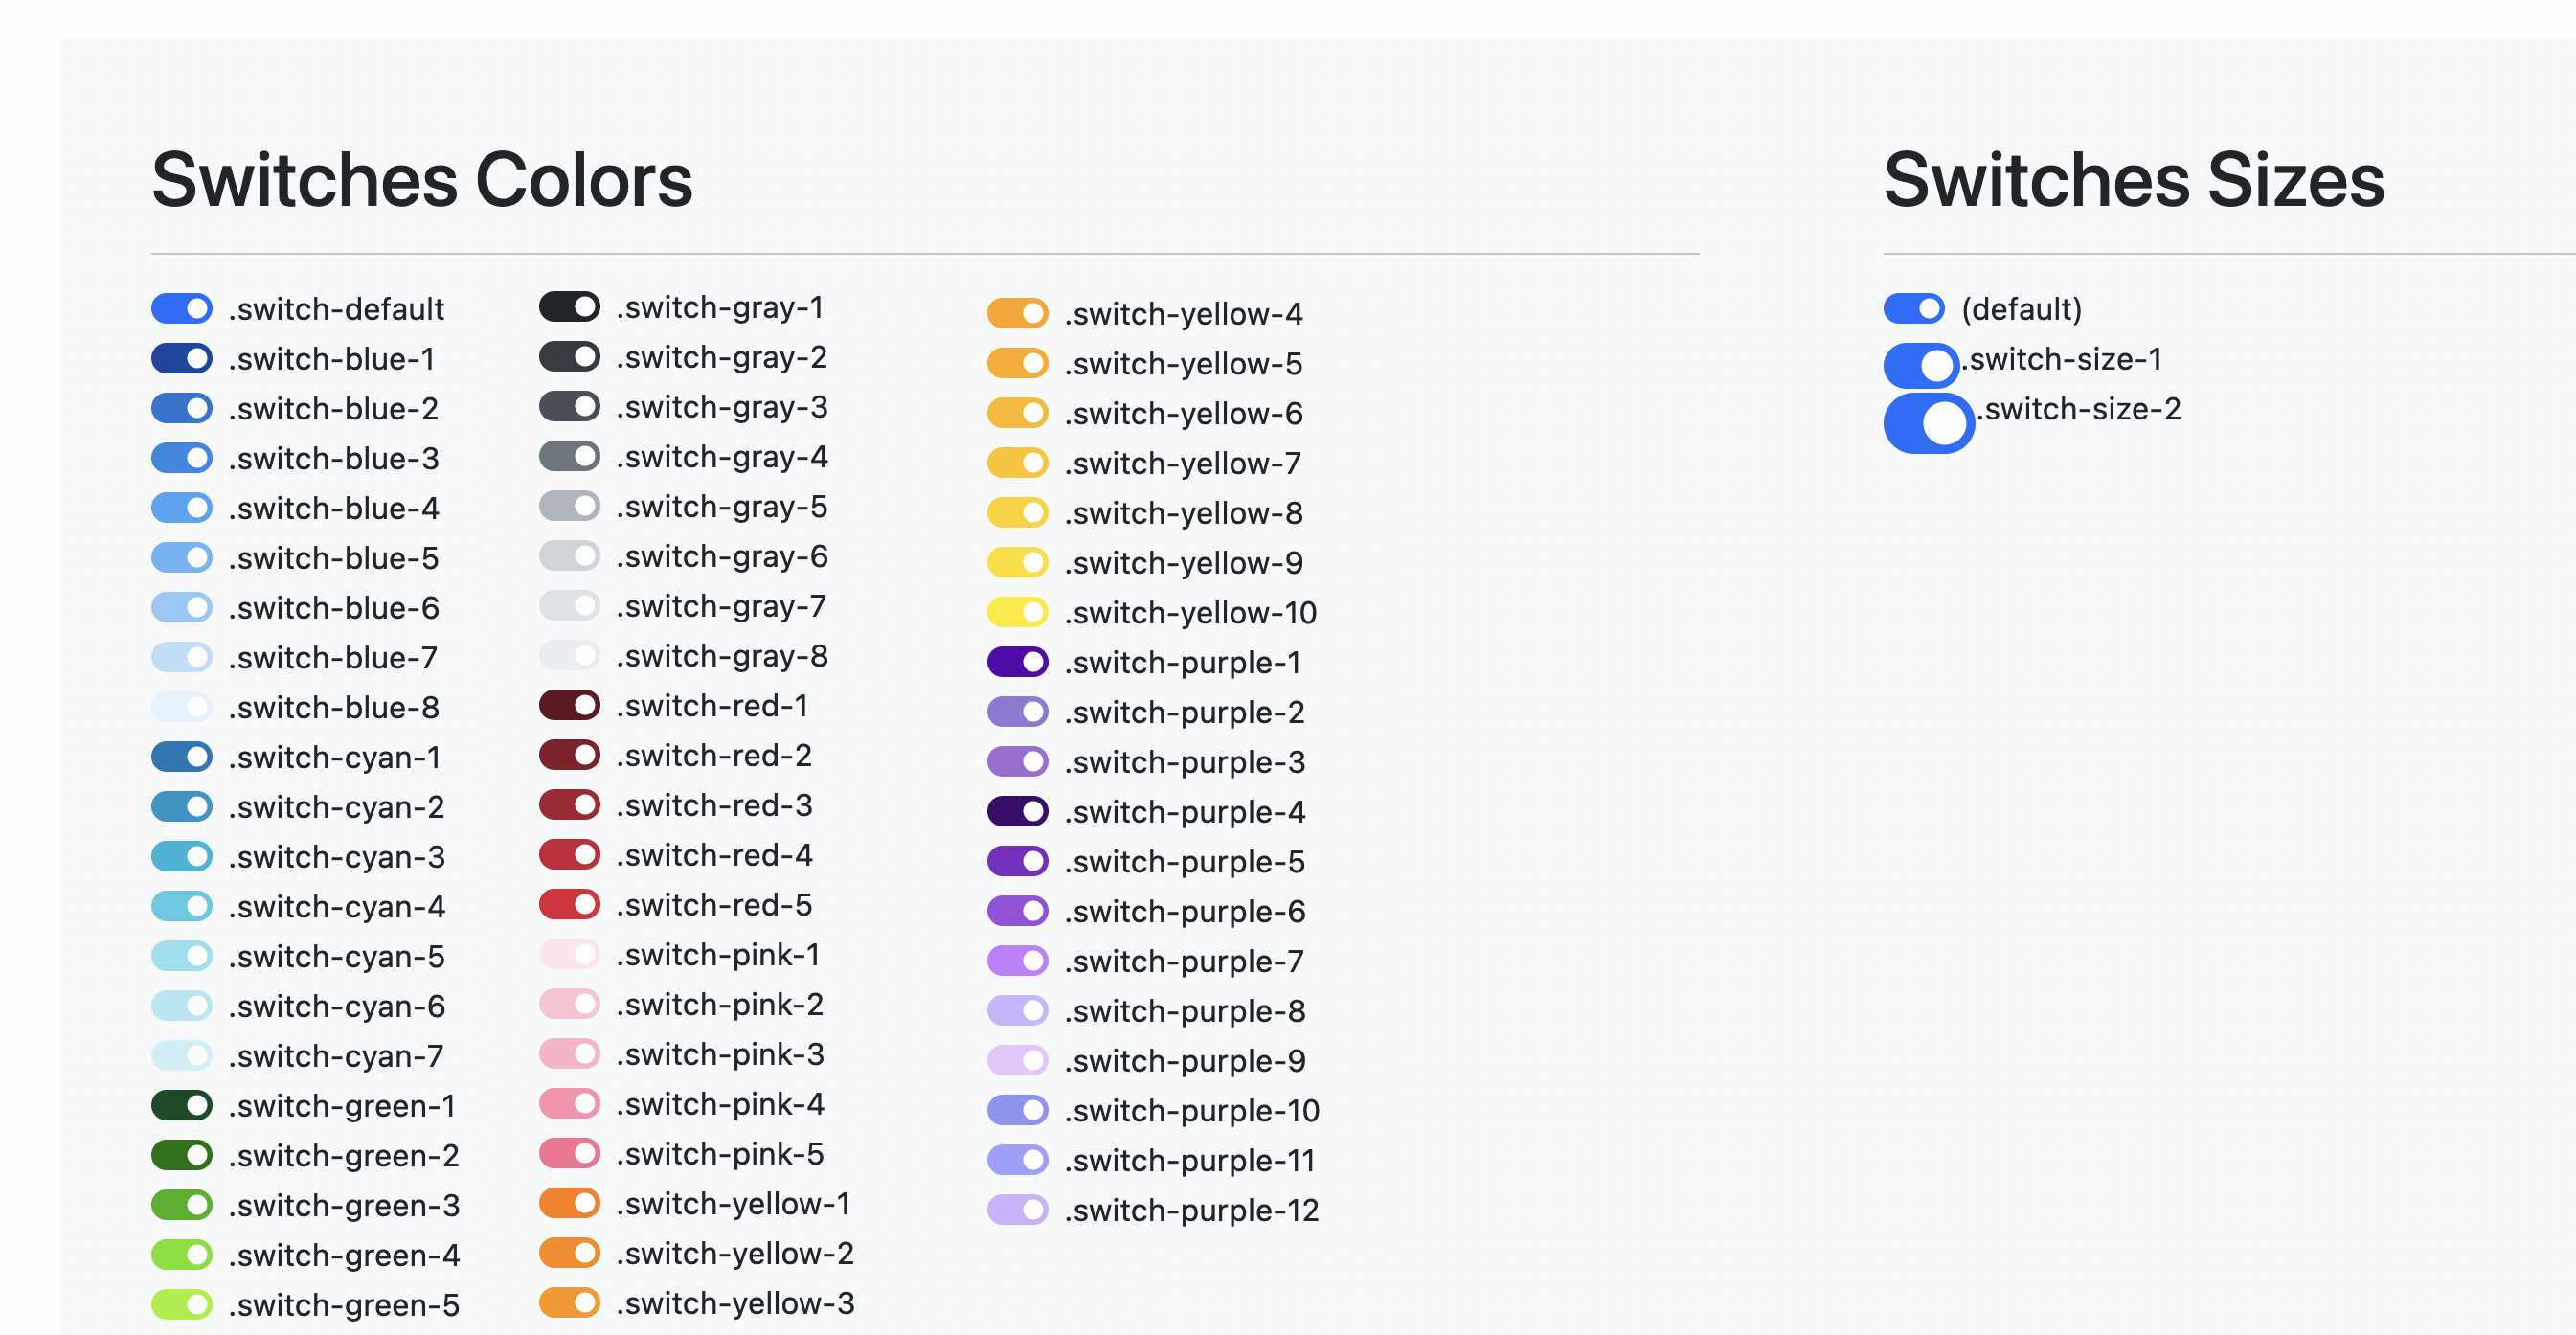 Switches Colors
.switch-default
.switch-blue-1
.switch-blue-2
.switch-blue-3
.switch-blue-4
.switch-blue-5
.switch-blue-6
.switch-blue-7
.switch-blue-8
.switch-cyan-1
.switch-cyan-2
.switch-cyan-3
.switch-cyan-4
.switch-cyan-5
.switch-cyan-6
.switch-cyan-7
.switch-green-1
.switch-green-2
.switch-green-3
.switch-green-4
.switch-green-5
.switch-gray-1
.switch-gray-2
.switch-gray-3
.switch-gray-4
.switch-gray-5
.switch-gray-6
.switch-gray-7
.switch-gray-8
.switch-red-1
.switch-red-2
.switch-red-3
.switch-red-4
.switch-red-5
.switch-pink-1
.switch-pink-2
.switch-pink-3
.switch-pink-4
.switch-pink-5
.switch-yellow-1
.switch-yellow-2
.switch-yellow-3
.switch-yellow-4
.switch-yellow-5
.switch-yellow-6
.switch-yellow-7
.switch-yellow-8
.switch-yellow-9
.switch-yellow-10
.switch-purple-1
.switch-purple-2
.switch-purple-3
.switch-purple-4
.switch-purple-5
.switch-purple-6
.switch-purple-7
.switch-purple-8
.switch-purple-9
.switch-purple-10
.switch-purple-11
.switch-purple-12
Switches Sizes
(default)
.switch-size-1
.switch-size-2